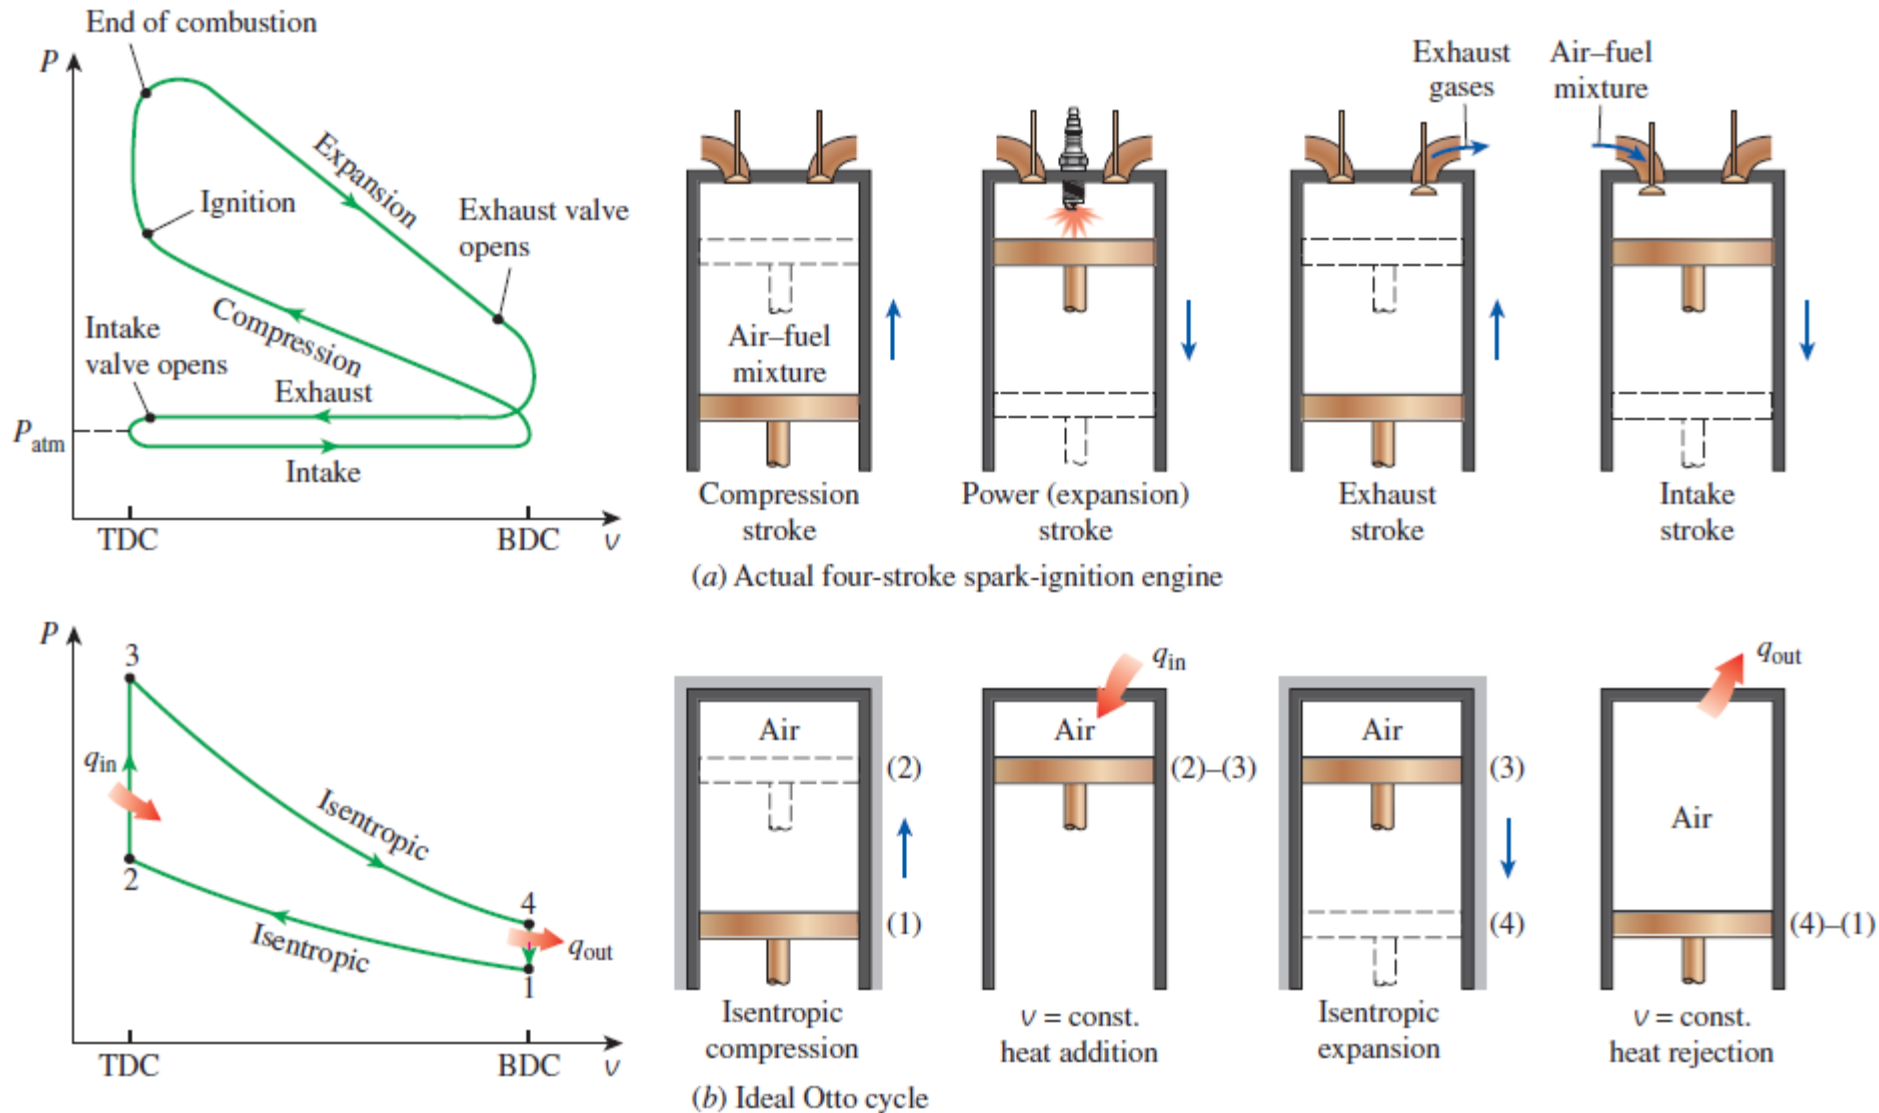 End of combustion
P
Expansion
Ignition
Exhaust valve
opens
Compression
Intake
valve opens
Exhaust
Patm
Intake
TDC
BDC
v
Exhaust
gases
Air–fuel
mixture
Air–fuel
mixture
Compression
stroke
Power (expansion)
stroke
Exhaust
stroke
Intake
stroke
(a) Actual four-stroke spark-ignition engine
P
3
qin
Isentropic
2
4
Isentropic
qout
1
TDC
BDC
v
Air
(2)
(1)
Isentropic
compression
qin
Air
(2)–(3)
v = const.
heat addition
Air
(3)
(4)
Isentropic
expansion
qout
Air
(4)–(1)
v = const.
heat rejection
(b) Ideal Otto cycle